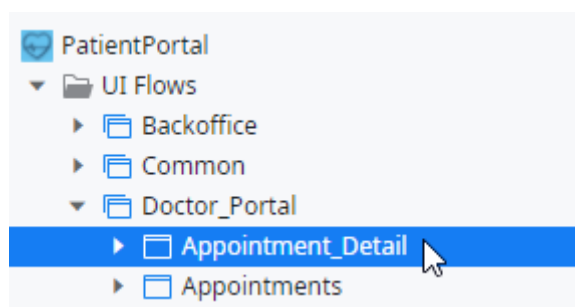 PatientPortal
UI Flows
Backoffice
Common
Doctor_Portal
Appointment_Detail
Appointments